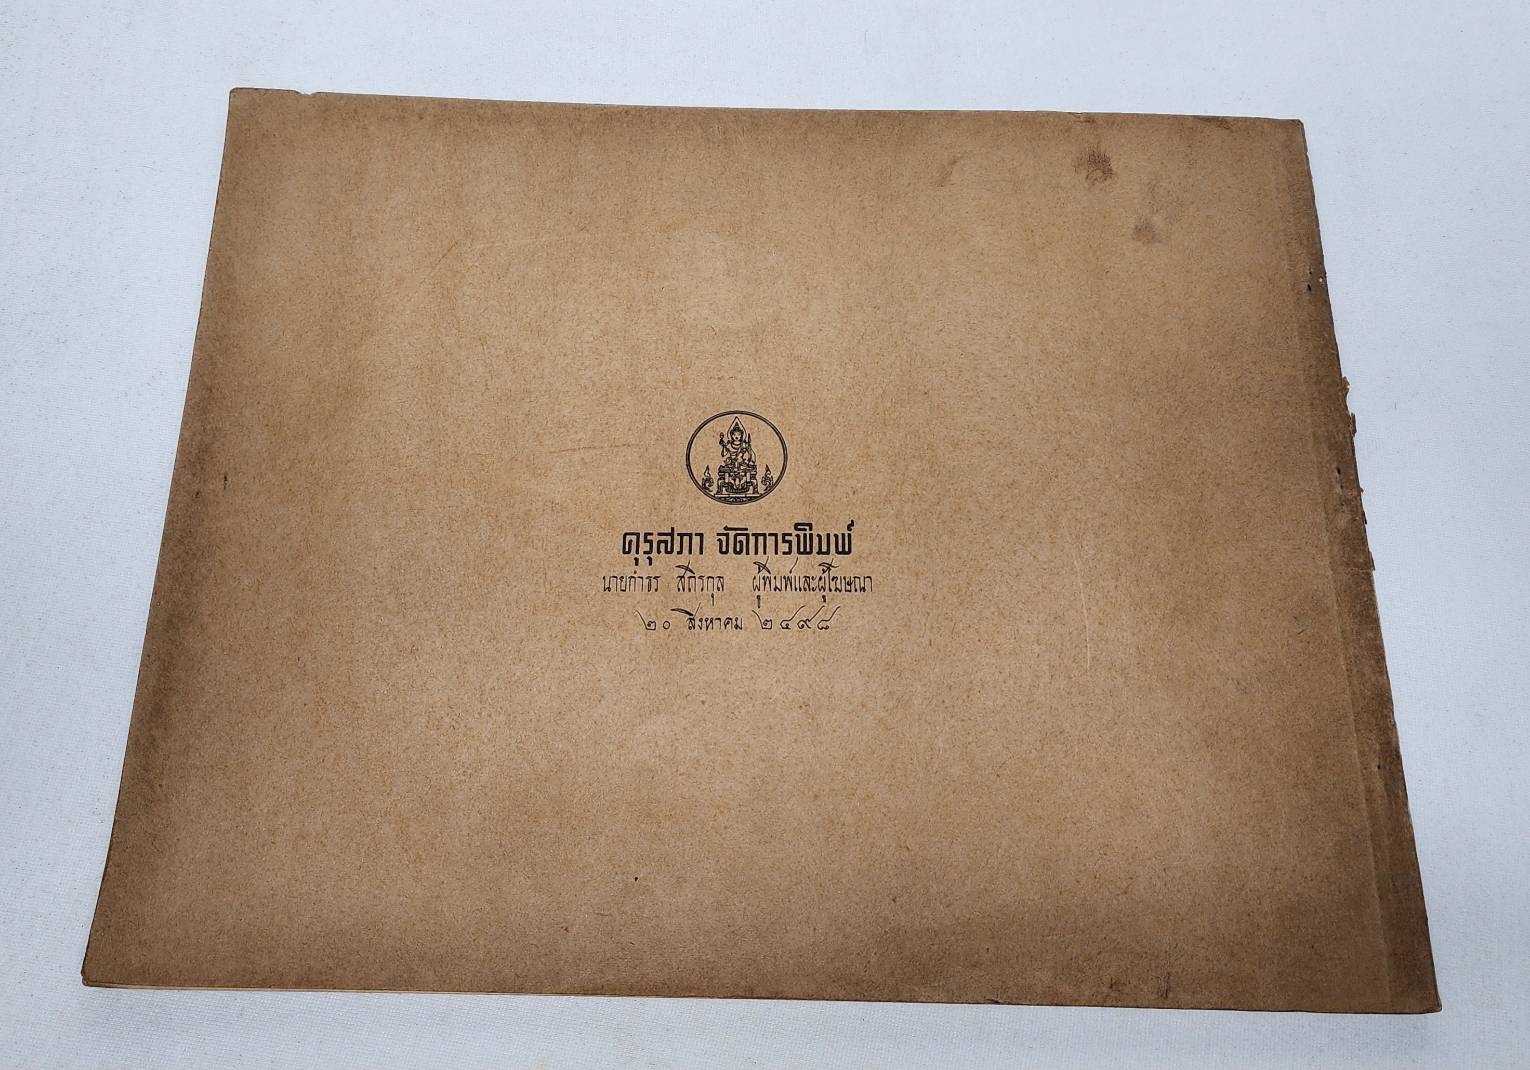 คุรุสภา จัดการพิมพ์
นายกำธร สถิรกุล ผู้พิมพ์และผู้โฆษณา
๒๐ สิงหาคม ๒๔๙๘